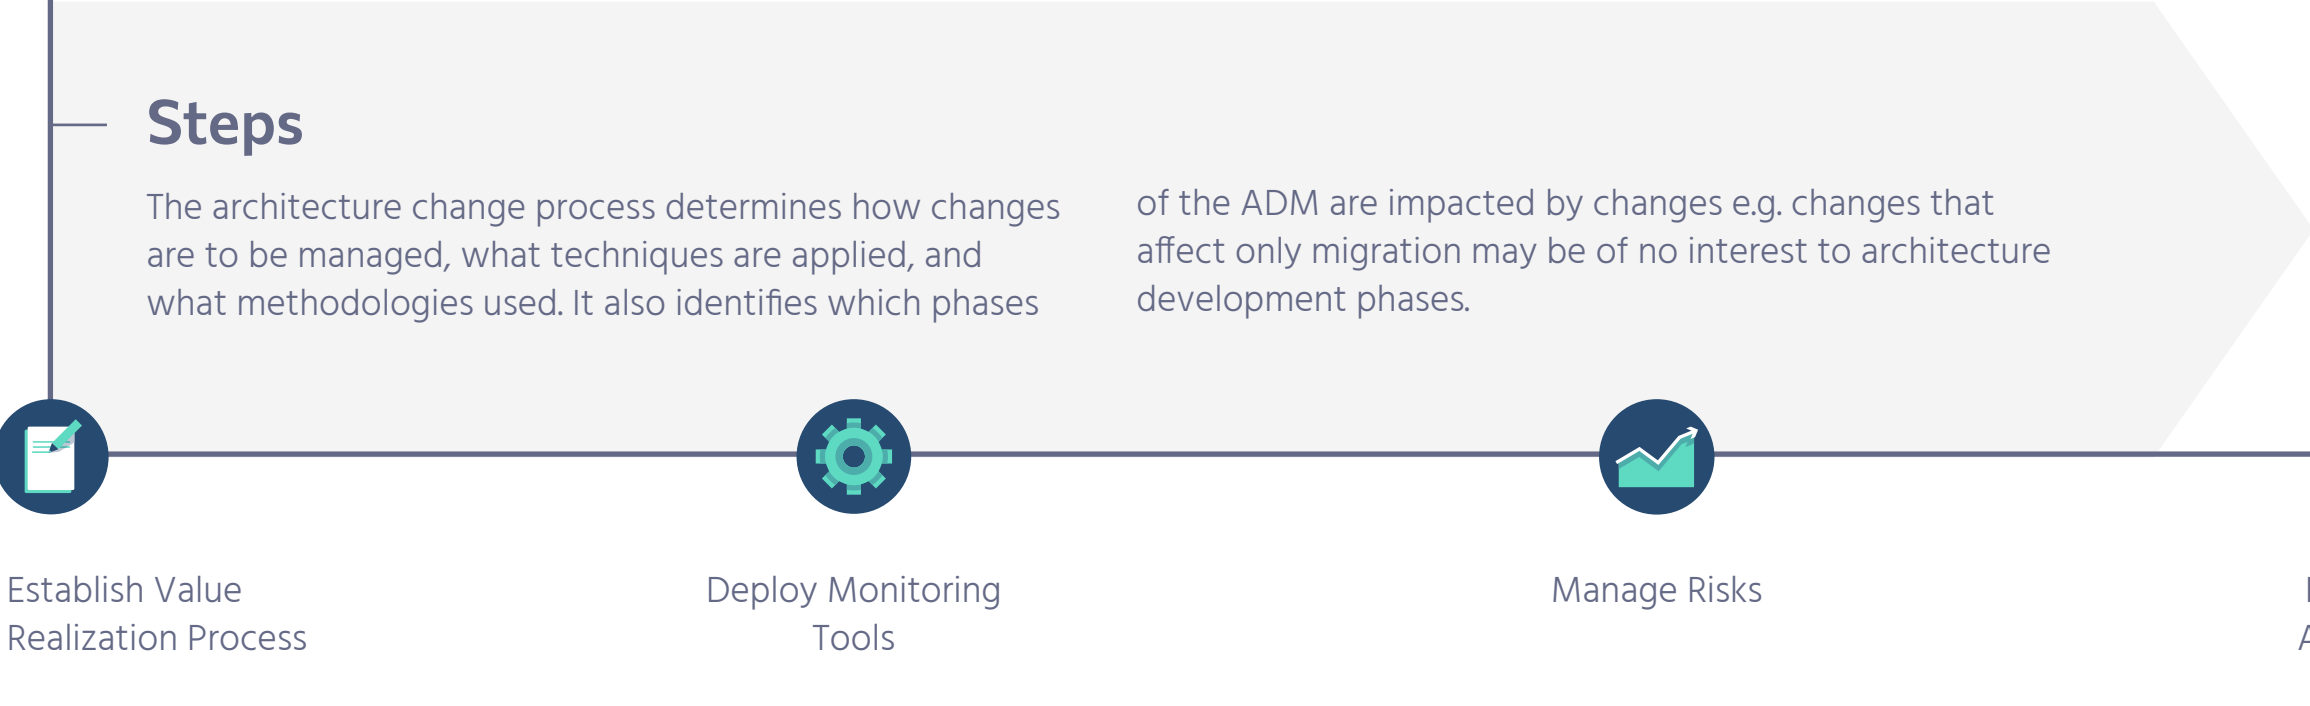 Steps
The architecture change process determines how changes
are to be managed, what techniques are applied, and
what methodologies used. It also identifies which phases
of the ADM are impacted by changes e.g. changes that
affect only migration may be of no interest to architecture
development phases.
Establish Value
Realization Process
Deploy Monitoring
Tools
Manage Risks